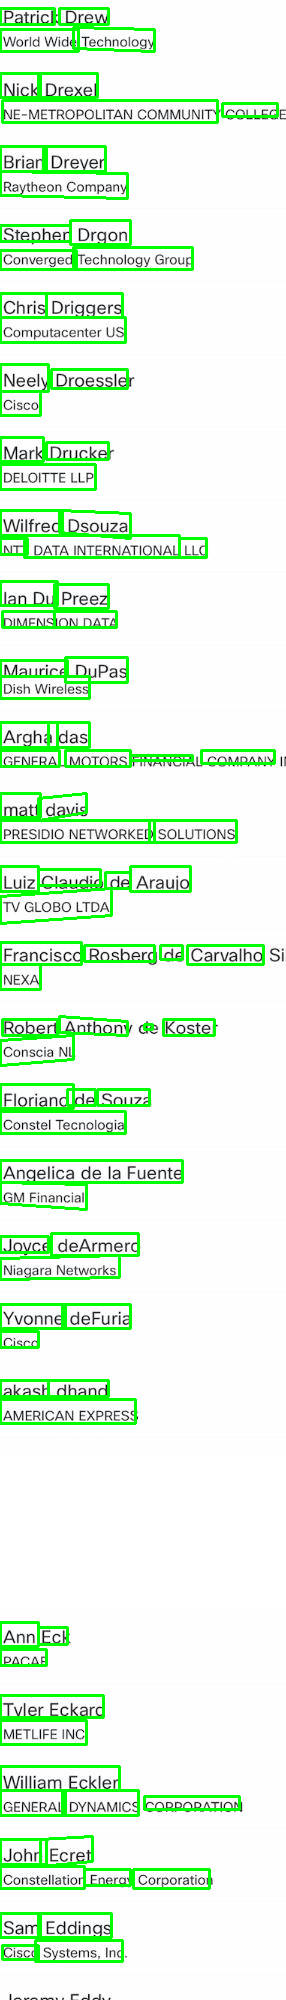 Patrick Drew
World Wide Technology
Nick Drexel
NE-METROPOLITAN COMMUNITY COLLEGE
Brian Dreyer
Raytheon Company
Stephen Drgon
Converged Technology Group
Chris Driggers
Computacenter US
Neely Droessler
Cisco
Mark Drucker
DELOITTE LLP
Wilfred Dsouza
NTT DATA INTERNATIONAL LLC
Ian Du Preez
DIMENSION DATA
Maurice DuPas
Dish Wireless
Argha das
GENERAL MOTORS FINANCIAL COMPANY
matt davis
PRESIDIO NETWORKED SOLUTIONS
Luiz Claudio de Araujo
TV GLOBO LTDA
Francisco Rosberg de Carvalho Si
NEXA
Robert Anthony de Koster
Conscia NL
Floriano de Souza
Constel Tecnologia
Angelica de la Fuente
GM Financial
Joyce deArmero
Niagara Networks
Yvonne deFuria
Cisco
akash dhand
AMERICAN EXPRESS
Ann Eck
PACAF
Tyler Eckard
METLIFE INC
William Eckler
GENERAL DYNAMICS CORPORATION
John Ecret
Constellation Energy Corporation
Sam Eddings
Cisco Systems, Inc.
Jeremy Eddy